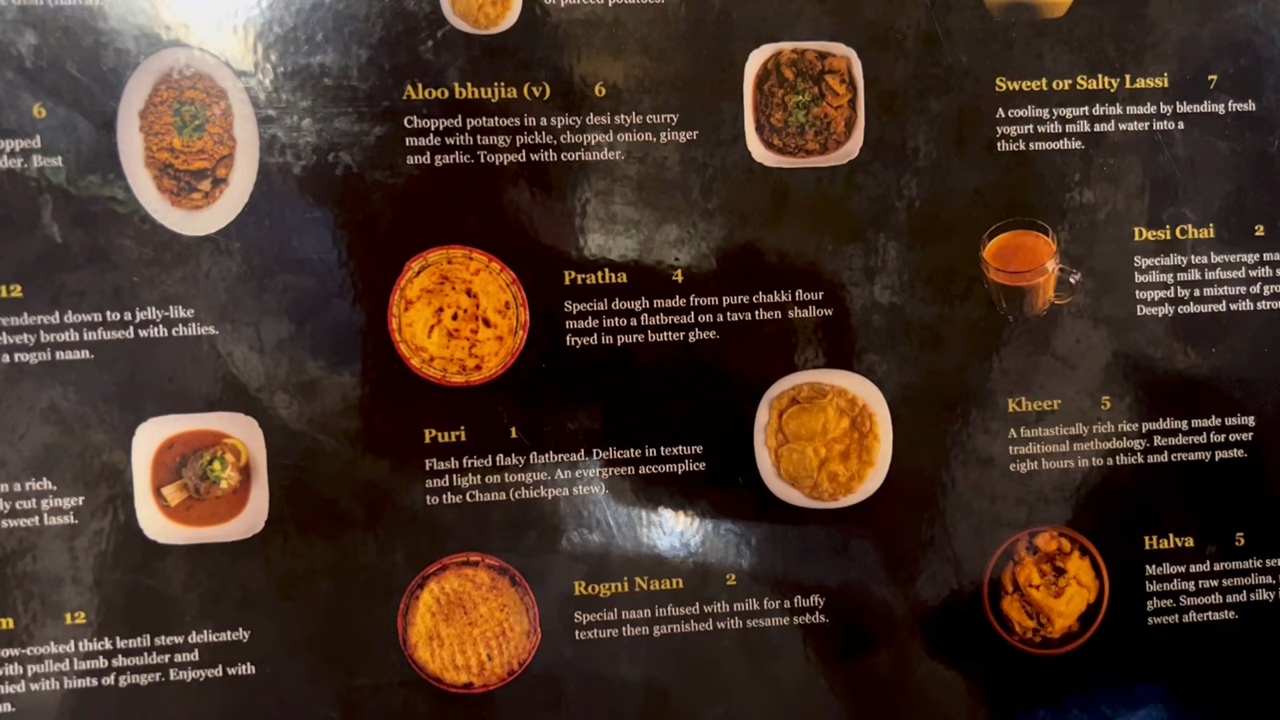 of pureed potatoes.
6
opped
der. Best
12
rendered down to a jelly-like
elvety broth infused with chilies.
a rogni naan.
n a rich,
ly cut ginger
sweet lassi.
m 12
ow-cooked thick lentil stew delicately
with pulled lamb shoulder and
nied with hints of ginger. Enjoyed with
an.
Aloo bhujia (v) 6
Chopped potatoes in a spicy desi style curry
made with tangy pickle, chopped onion, ginger
and garlic. Topped with coriander.
Pratha 4
Special dough made from pure chakki flour
made into a flatbread on a tava then shallow
fryed in pure butter ghee.
Puri 1
Flash fried flaky flatbread. Delicate in texture
and light on tongue. An evergreen accomplice
to the Chana (chickpea stew).
Rogni Naan 2
Special naan infused with milk for a fluffy
texture then garnished with sesame seeds.
Sweet or Salty Lassi 7
A cooling yogurt drink made by blending fresh
yogurt with milk and water into a
thick smoothie.
Desi Chai 2
Speciality tea beverage ma
boiling milk infused with s
topped by a mixture of gro
Deeply coloured with stro
Kheer 5
A fantastically rich rice pudding made using
traditional methodology. Rendered for over
eight hours in to a thick and creamy paste.
Halva 5
Mellow and aromatic se
blending raw semolina,
ghee. Smooth and silky
sweet aftertaste.